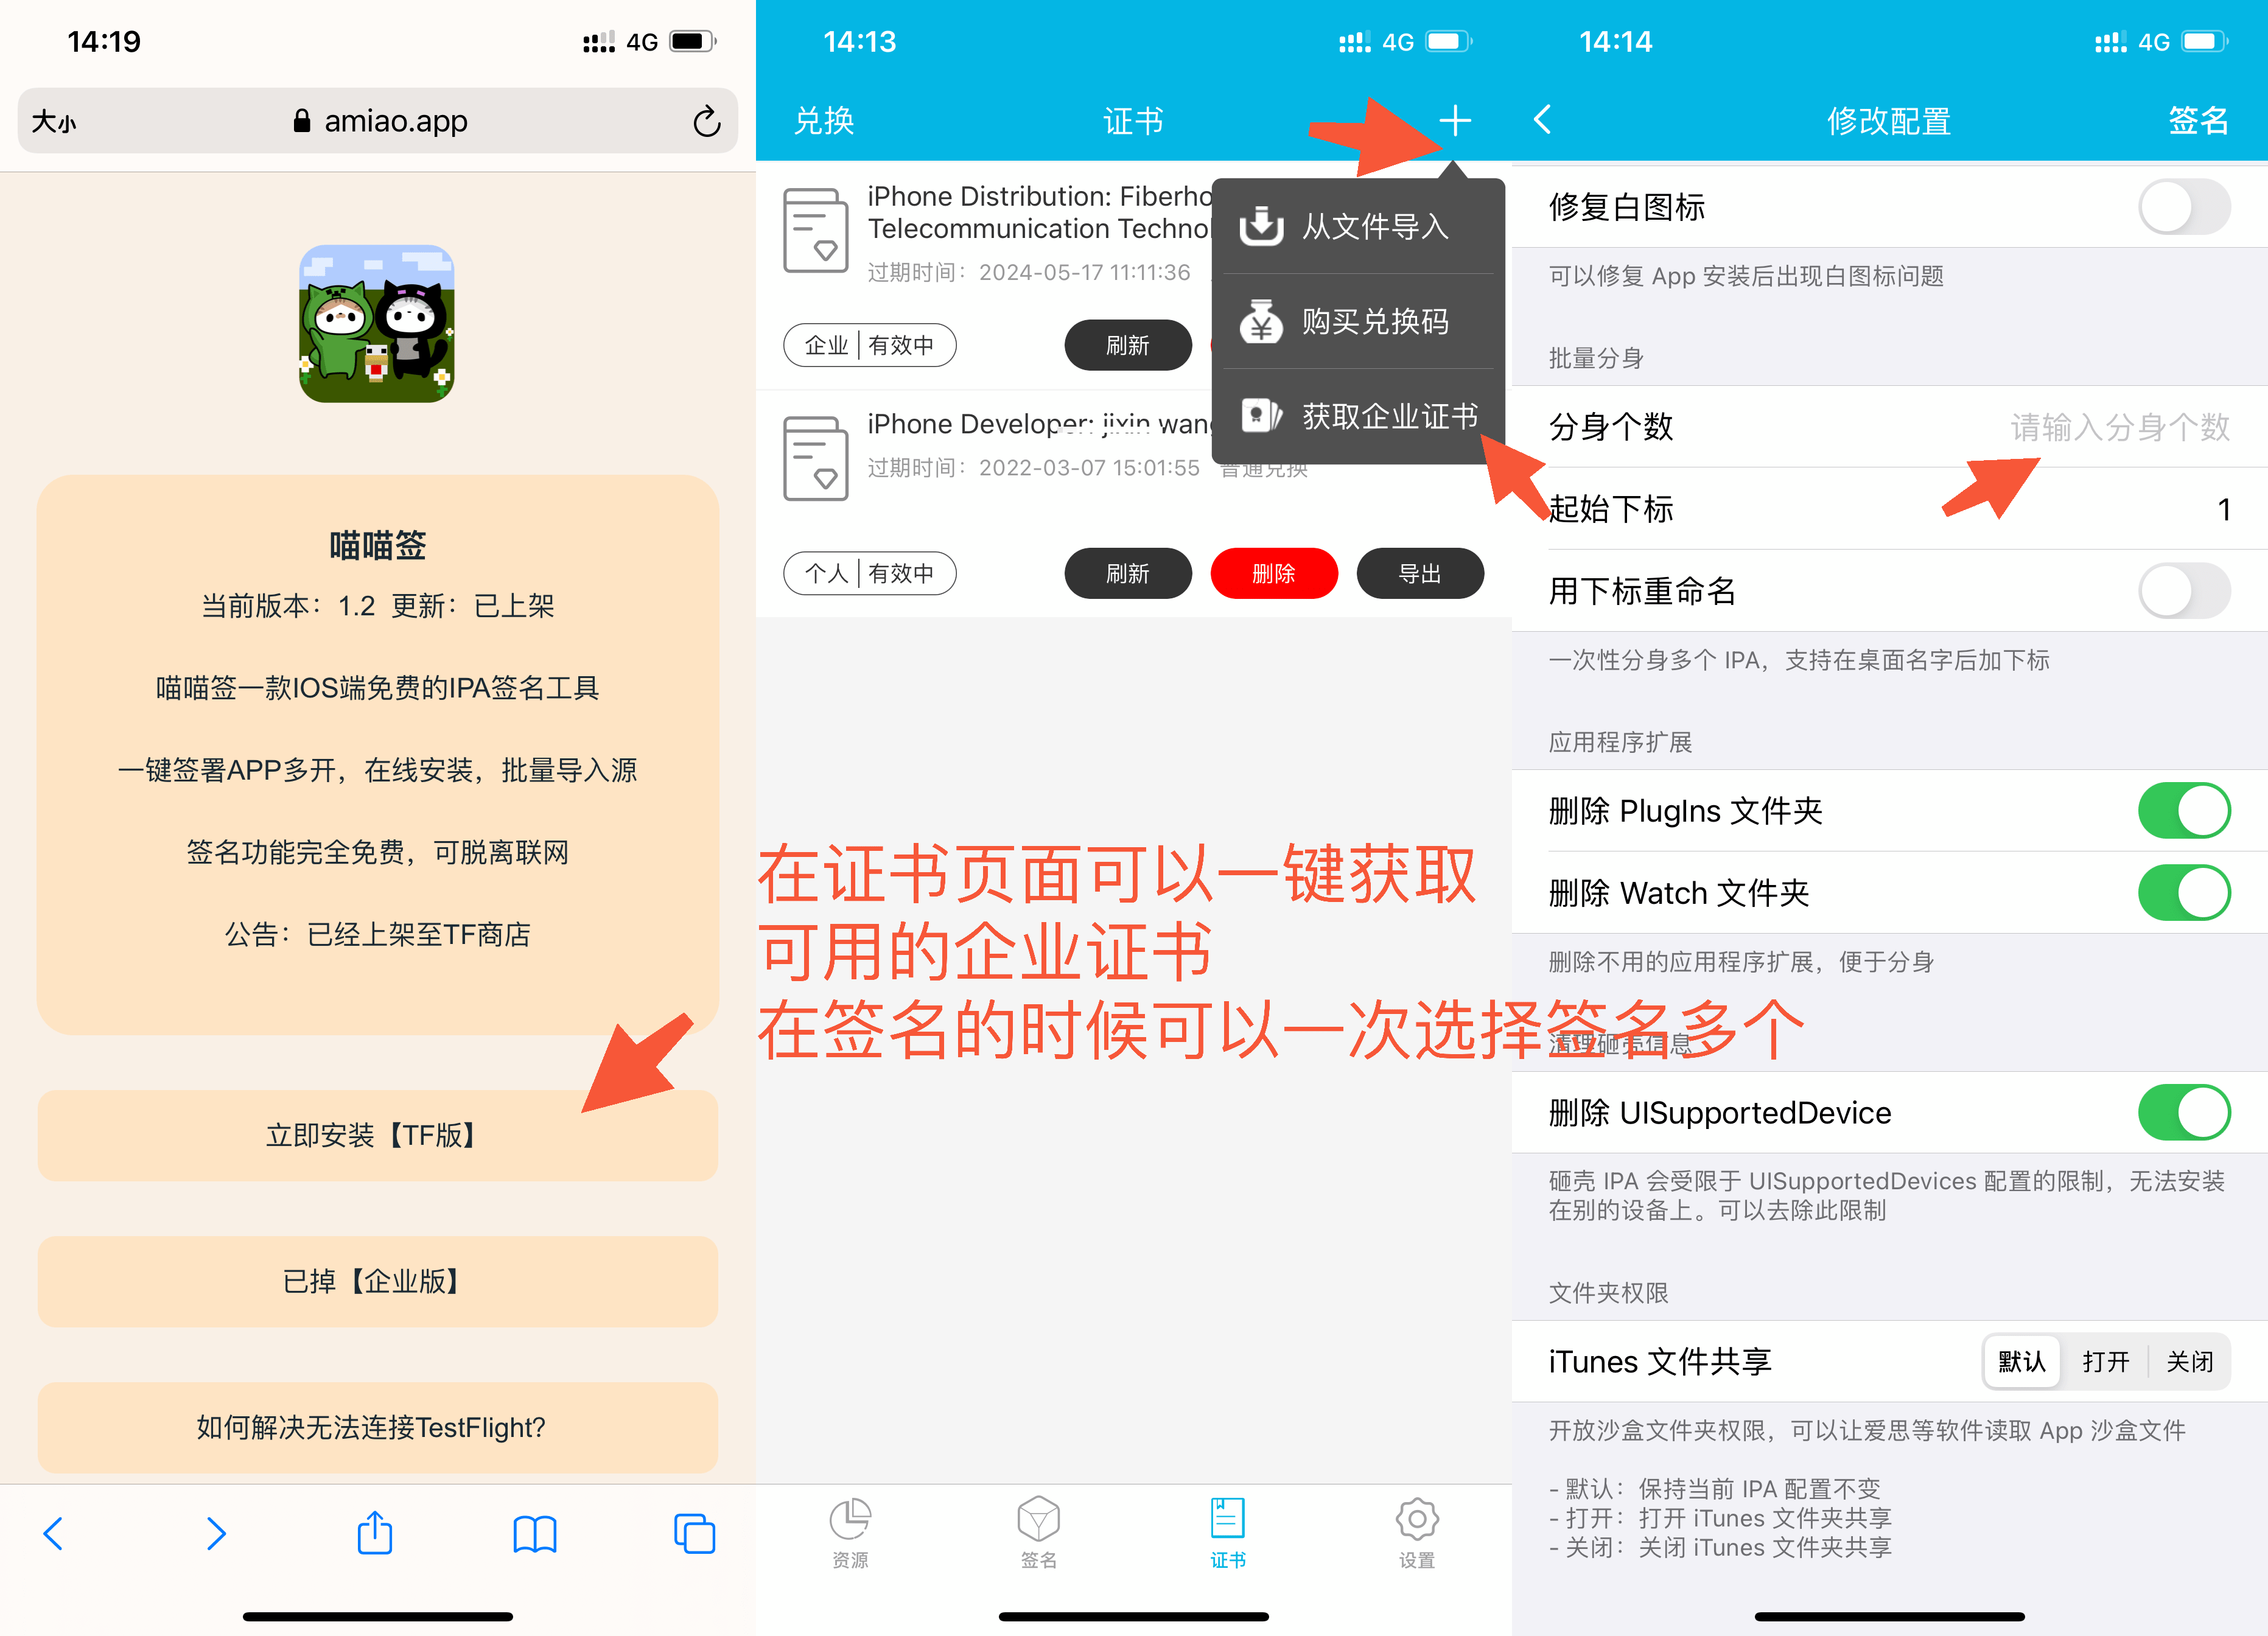 14:19
4G
大小
amiao.app
喵喵签
当前版本：1.2 更新：已上架
喵喵签一款IOS端免费的IPA签名工具
一键签署APP多开，在线安装，批量导入源
签名功能完全免费，可脱离联网
公告：已经上架至TF商店
立即安装【TF版】
已掉【企业版】
如何解决无法连接TestFlight?
14:13
4G
兑换
证书
iPhone Distribution: Fiberho
Telecommunication Technol
过期时间：2024-05-17 11:11:36
企业 | 有效中
刷新
从文件导入
购买兑换码
获取企业证书
iPhone Developer: jixin wang
过期时间：2022-03-07 15:01:55 普通兑换
个人 | 有效中
刷新
删除
导出
在证书页面可以一键获取
可用的企业证书
在签名的时候可以一次选择签名多个
资源
签名
证书
设置
14:14
4G
修改配置
签名
修复白图标
可以修复 App 安装后出现白图标问题
批量分身
分身个数
请输入分身个数
起始下标
1
用下标重命名
一次性分身多个 IPA，支持在桌面名字后加下标
应用程序扩展
删除 PlugIns 文件夹
删除 Watch 文件夹
删除不用的应用程序扩展，便于分身
清理砸壳信息
删除 UISupportedDevice
砸壳 IPA 会受限于 UISupportedDevices 配置的限制，无法安装
在别的设备上。可以去除此限制
文件夹权限
iTunes 文件共享
默认
打开
关闭
开放沙盒文件夹权限，可以让爱思等软件读取 App 沙盒文件
- 默认：保持当前 IPA 配置不变
- 打开：打开 iTunes 文件夹共享
- 关闭：关闭 iTunes 文件夹共享